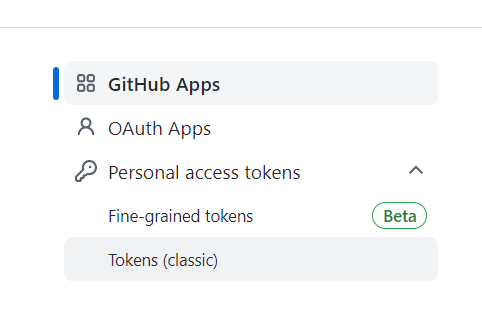 GitHub Apps
OAuth Apps
Personal access tokens
Fine-grained tokens Beta
Tokens (classic)